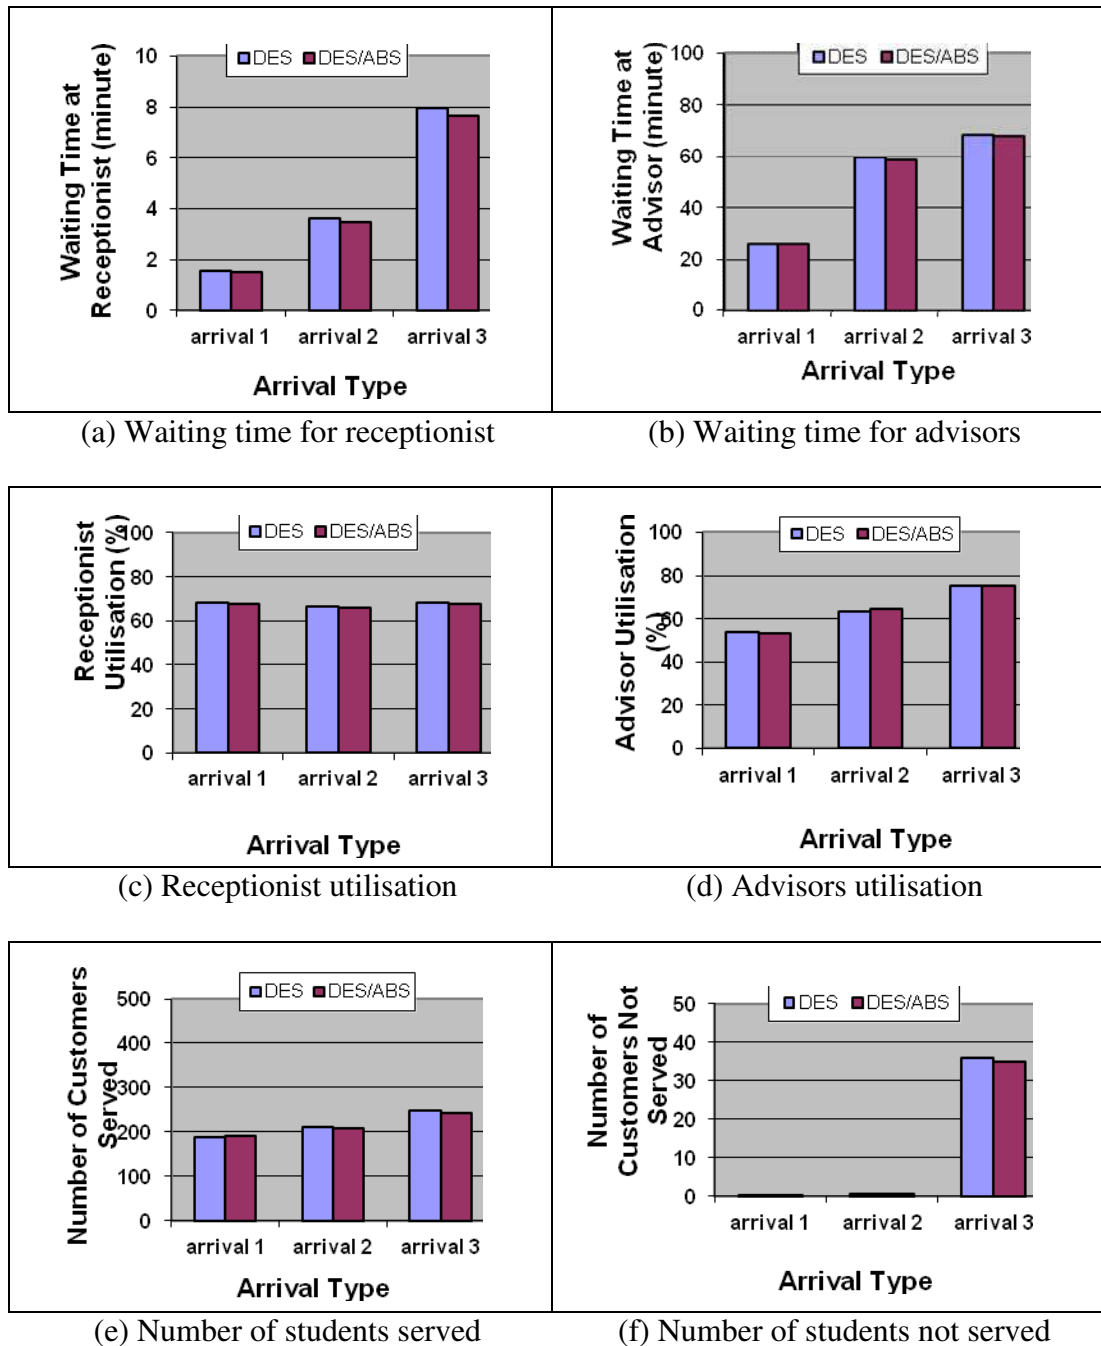 Waiting Time at
Receptionist (minute)
DES DES/ABS
10
8
6
4
2
0
arrival 1 arrival 2 arrival 3
Arrival Type
(a) Waiting time for receptionist
Waiting Time at
Advisor (minute)
DES DES/ABS
100
80
60
40
20
0
arrival 1 arrival 2 arrival 3
Arrival Type
(b) Waiting time for advisors
Receptionist
Utilisation (%)
DES DES/ABS
100
80
60
40
20
0
arrival 1 arrival 2 arrival 3
Arrival Type
(c) Receptionist utilisation
Advisor Utilisation
(%)
DES DES/ABS
100
80
60
40
20
0
arrival 1 arrival 2 arrival 3
Arrival Type
(d) Advisors utilisation
Number of Customers
Served
DES DES/ABS
500
400
300
200
100
0
arrival 1 arrival 2 arrival 3
Arrival Type
(e) Number of students served
Number of
Customers Not
Served
DES DES/ABS
50
40
30
20
10
0
arrival 1 arrival 2 arrival 3
Arrival Type
(f) Number of students not served